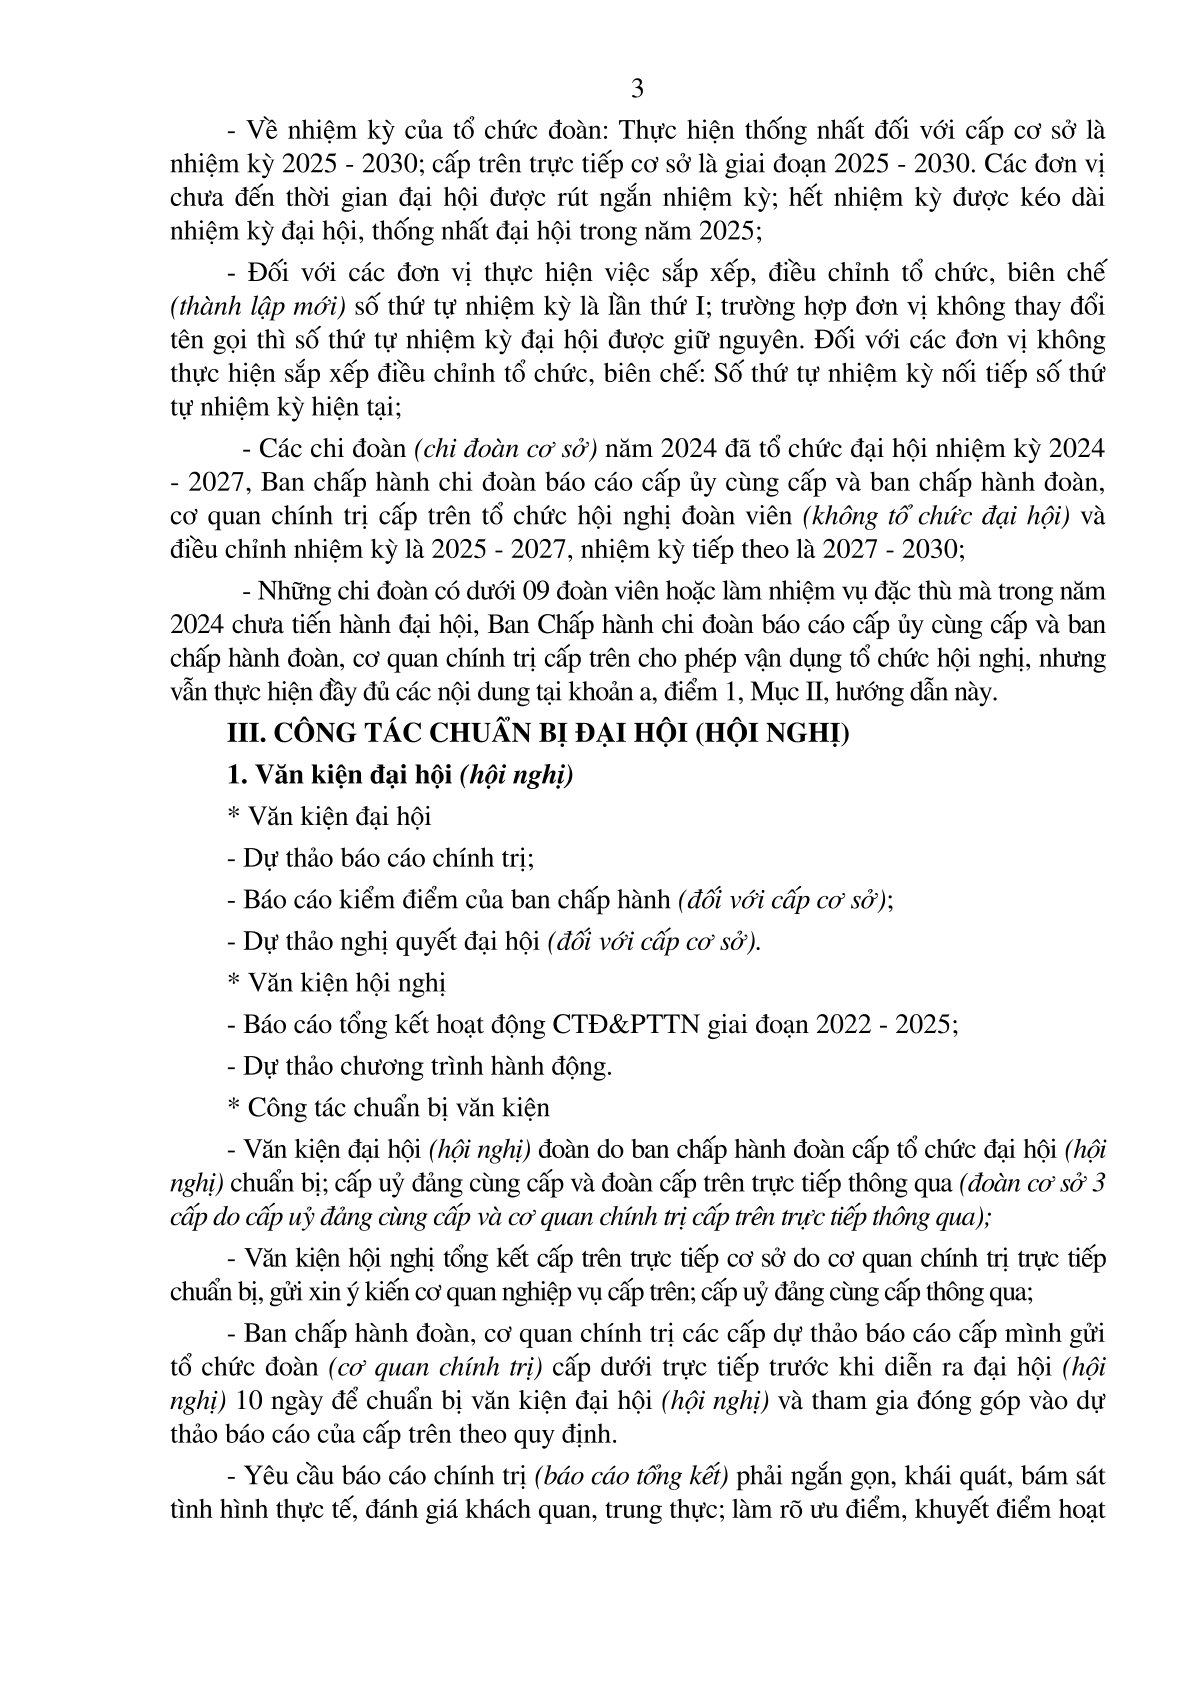 3
- Về nhiệm kỳ của tổ chức đoàn: Thực hiện thống nhất đối với cấp cơ sở là
nhiệm kỳ 2025 - 2030; cấp trên trực tiếp cơ sở là giai đoạn 2025 - 2030. Các đơn vị
chưa đến thời gian đại hội được rút ngắn nhiệm kỳ; hết nhiệm kỳ được kéo dài
nhiệm kỳ đại hội, thống nhất đại hội trong năm 2025;
- Đối với các đơn vị thực hiện việc sắp xếp, điều chỉnh tổ chức, biên chế
(thành lập mới) số thứ tự nhiệm kỳ là lần thứ I; trường hợp đơn vị không thay đổi
tên gọi thì số thứ tự nhiệm kỳ đại hội được giữ nguyên. Đối với các đơn vị không
thực hiện sắp xếp điều chỉnh tổ chức, biên chế: Số thứ tự nhiệm kỳ nối tiếp số thứ
tự nhiệm kỳ hiện tại;
- Các chi đoàn (chi đoàn cơ sở) năm 2024 đã tổ chức đại hội nhiệm kỳ 2024
- 2027, Ban chấp hành chi đoàn báo cáo cấp ủy cùng cấp và ban chấp hành đoàn,
cơ quan chính trị cấp trên tổ chức hội nghị đoàn viên (không tổ chức đại hội) và
điều chỉnh nhiệm kỳ là 2025 - 2027, nhiệm kỳ tiếp theo là 2027 - 2030;
- Những chi đoàn có dưới 09 đoàn viên hoặc làm nhiệm vụ đặc thù mà trong năm
2024 chưa tiến hành đại hội, Ban Chấp hành chi đoàn báo cáo cấp ủy cùng cấp và ban
chấp hành đoàn, cơ quan chính trị cấp trên cho phép vận dụng tổ chức hội nghị, nhưng
vẫn thực hiện đầy đủ các nội dung tại khoản a, điểm 1, Mục II, hướng dẫn này.
III. CÔNG TÁC CHUẨN BỊ ĐẠI HỘI (HỘI NGHỊ)
1. Văn kiện đại hội (hội nghị)
* Văn kiện đại hội
- Dự thảo báo cáo chính trị;
- Báo cáo kiểm điểm của ban chấp hành (đối với cấp cơ sở);
- Dự thảo nghị quyết đại hội (đối với cấp cơ sở).
* Văn kiện hội nghị
- Báo cáo tổng kết hoạt động CTĐ&PTTN giai đoạn 2022 - 2025;
- Dự thảo chương trình hành động.
* Công tác chuẩn bị văn kiện
- Văn kiện đại hội (hội nghị) đoàn do ban chấp hành đoàn cấp tổ chức đại hội (hội
nghị) chuẩn bị; cấp uỷ đảng cùng cấp và đoàn cấp trên trực tiếp thông qua (đoàn cơ sở 3
cấp do cấp uỷ đảng cùng cấp và cơ quan chính trị cấp trên trực tiếp thông qua);
- Văn kiện hội nghị tổng kết cấp trên trực tiếp cơ sở do cơ quan chính trị trực tiếp
chuẩn bị, gửi xin ý kiến cơ quan nghiệp vụ cấp trên; cấp uỷ đảng cùng cấp thông qua;
- Ban chấp hành đoàn, cơ quan chính trị các cấp dự thảo báo cáo cấp mình gửi
tổ chức đoàn (cơ quan chính trị) cấp dưới trực tiếp trước khi diễn ra đại hội (hội
nghị) 10 ngày để chuẩn bị văn kiện đại hội (hội nghị) và tham gia đóng góp vào dự
thảo báo cáo của cấp trên theo quy định.
- Yêu cầu báo cáo chính trị (báo cáo tổng kết) phải ngắn gọn, khái quát, bám sát
tình hình thực tế, đánh giá khách quan, trung thực; làm rõ ưu điểm, khuyết điểm hoạt